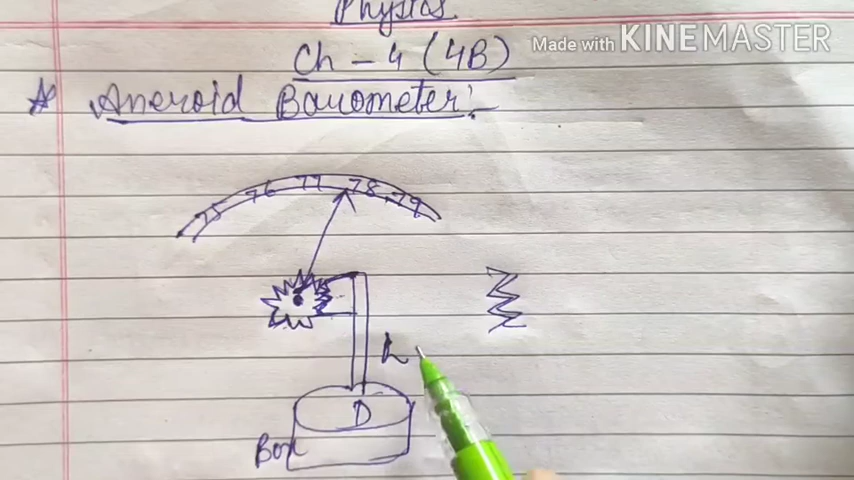 Physics
Ch - 4 (4B)
Made with KINEMASTER
Aneroid Barometer:-
75 76 77 78 79
L
D
Box